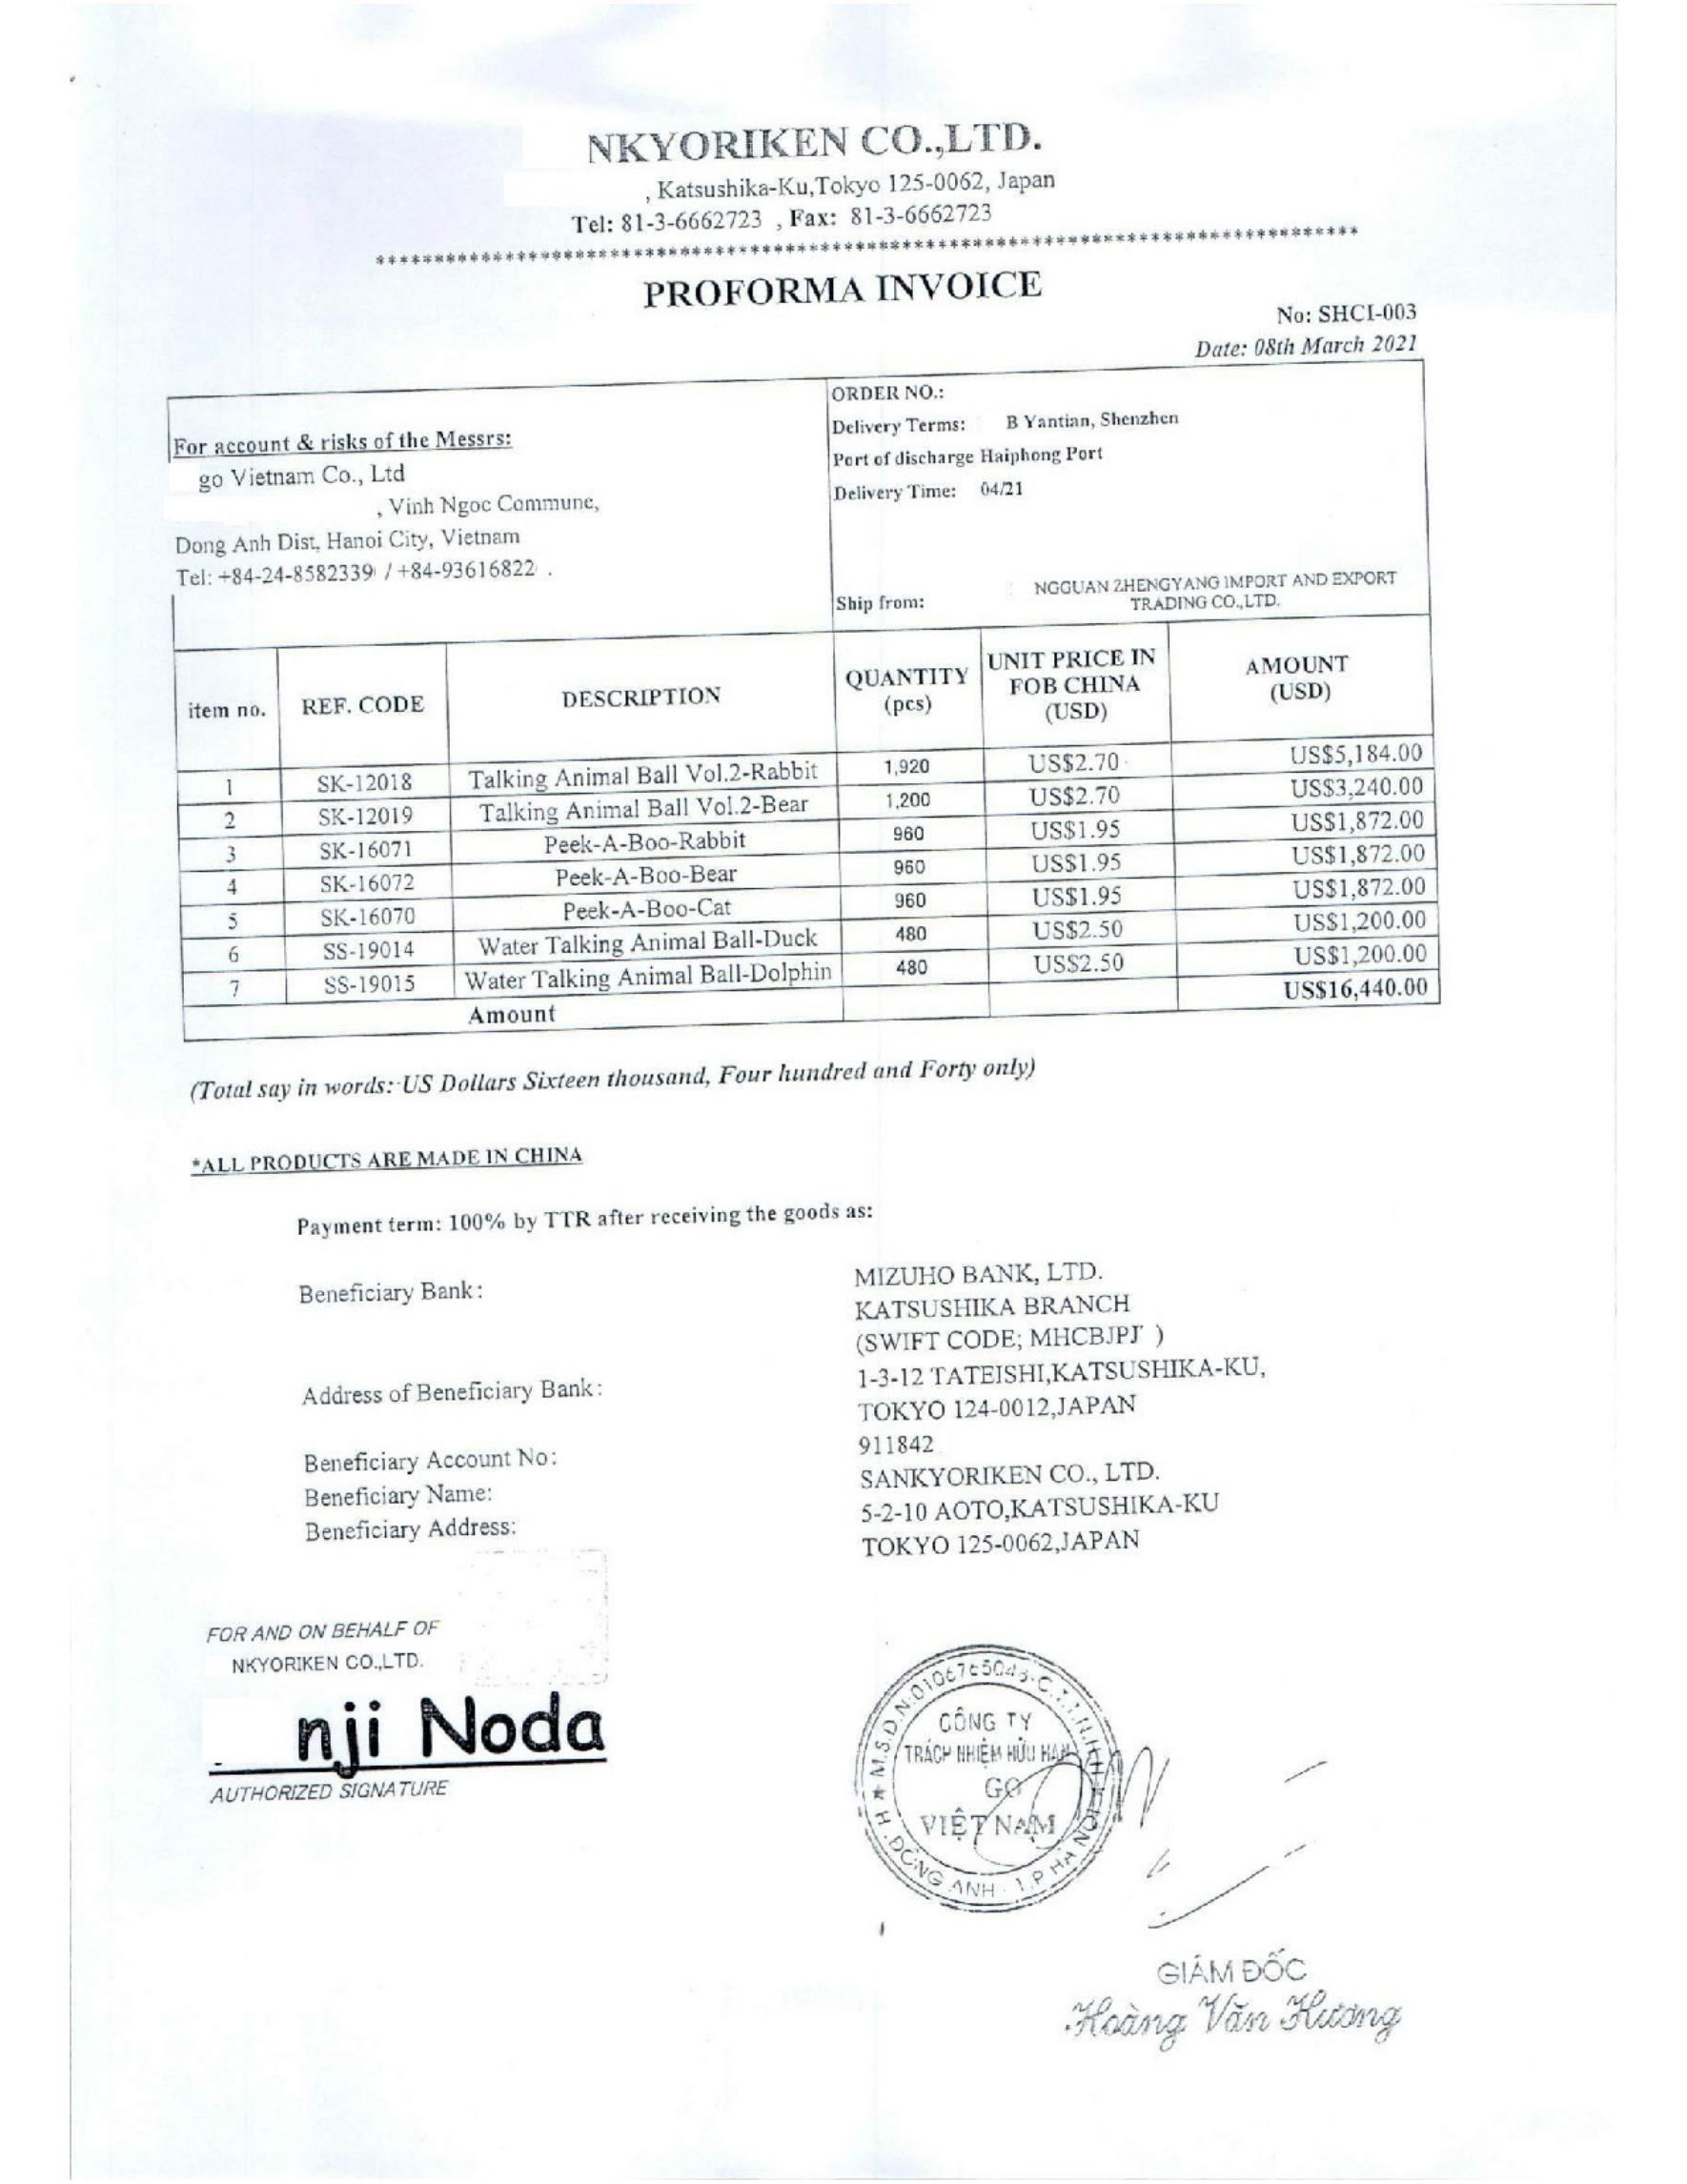 NKYORIKEN CO.,LTD.
, Katsushika-Ku,Tokyo 125-0062, Japan
Tel: 81-3-6662723 , Fax: 81-3-6662723
****************************************************************************************
PROFORMA INVOICE
No: SHCI-003
Date: 08th March 2021
For account & risks of the Messrs:
go Vietnam Co., Ltd
, Vinh Ngoc Commune,
Dong Anh Dist, Hanoi City, Vietnam
Tel: +84-24-8582339 / +84-93616822 .
ORDER NO.:
Delivery Terms: B Yantian, Shenzhen
Port of discharge Haiphong Port
Delivery Time: 04/21
Ship from: NGGUAN ZHENGYANG IMPORT AND EXPORT
TRADING CO.,LTD.
item no. REF. CODE DESCRIPTION QUANTITY (pcs) UNIT PRICE IN FOB CHINA (USD) AMOUNT (USD)
1 SK-12018 Talking Animal Ball Vol.2-Rabbit 1,920 US$2.70 US$5,184.00
2 SK-12019 Talking Animal Ball Vol.2-Bear 1,200 US$2.70 US$3,240.00
3 SK-16071 Peek-A-Boo-Rabbit 960 US$1.95 US$1,872.00
4 SK-16072 Peek-A-Boo-Bear 960 US$1.95 US$1,872.00
5 SK-16070 Peek-A-Boo-Cat 960 US$1.95 US$1,872.00
6 SS-19014 Water Talking Animal Ball-Duck 480 US$2.50 US$1,200.00
7 SS-19015 Water Talking Animal Ball-Dolphin 480 US$2.50 US$1,200.00
Amount US$16,440.00
(Total say in words: US Dollars Sixteen thousand, Four hundred and Forty only)
*ALL PRODUCTS ARE MADE IN CHINA
Payment term: 100% by TTR after receiving the goods as:
Beneficiary Bank: MIZUHO BANK, LTD.
KATSUSHIKA BRANCH
(SWIFT CODE; MHCBJPJ )
Address of Beneficiary Bank: 1-3-12 TATEISHI,KATSUSHIKA-KU,
TOKYO 124-0012,JAPAN
Beneficiary Account No: 911842
Beneficiary Name: SANKYORIKEN CO., LTD.
Beneficiary Address: 5-2-10 AOTO,KATSUSHIKA-KU
TOKYO 125-0062,JAPAN
FOR AND ON BEHALF OF
NKYORIKEN CO.,LTD.
nji Noda
AUTHORIZED SIGNATURE
CÔNG TY
TRÁCH NHIỆM HỮU HẠN
GO
VIỆT NAM
H. ĐÔNG ANH - T.P HÀ NỘI
GIÁM ĐỐC
Hoàng Văn Hương